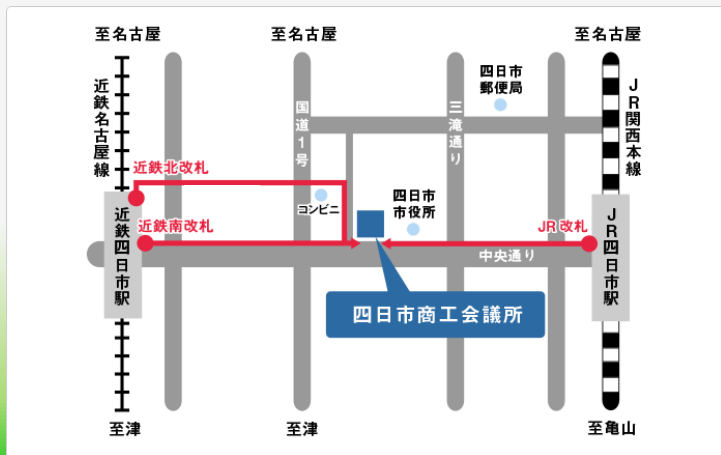 至名古屋
至名古屋
至名古屋
近鉄名古屋線
国道1号
三滝通り
四日市
郵便局
JR関西本線
近鉄北改札
コンビニ
四日市
市役所
近鉄南改札
JR改札
近鉄四日市駅
JR四日市駅
中央通り
四日市商工会議所
至津
至津
至亀山